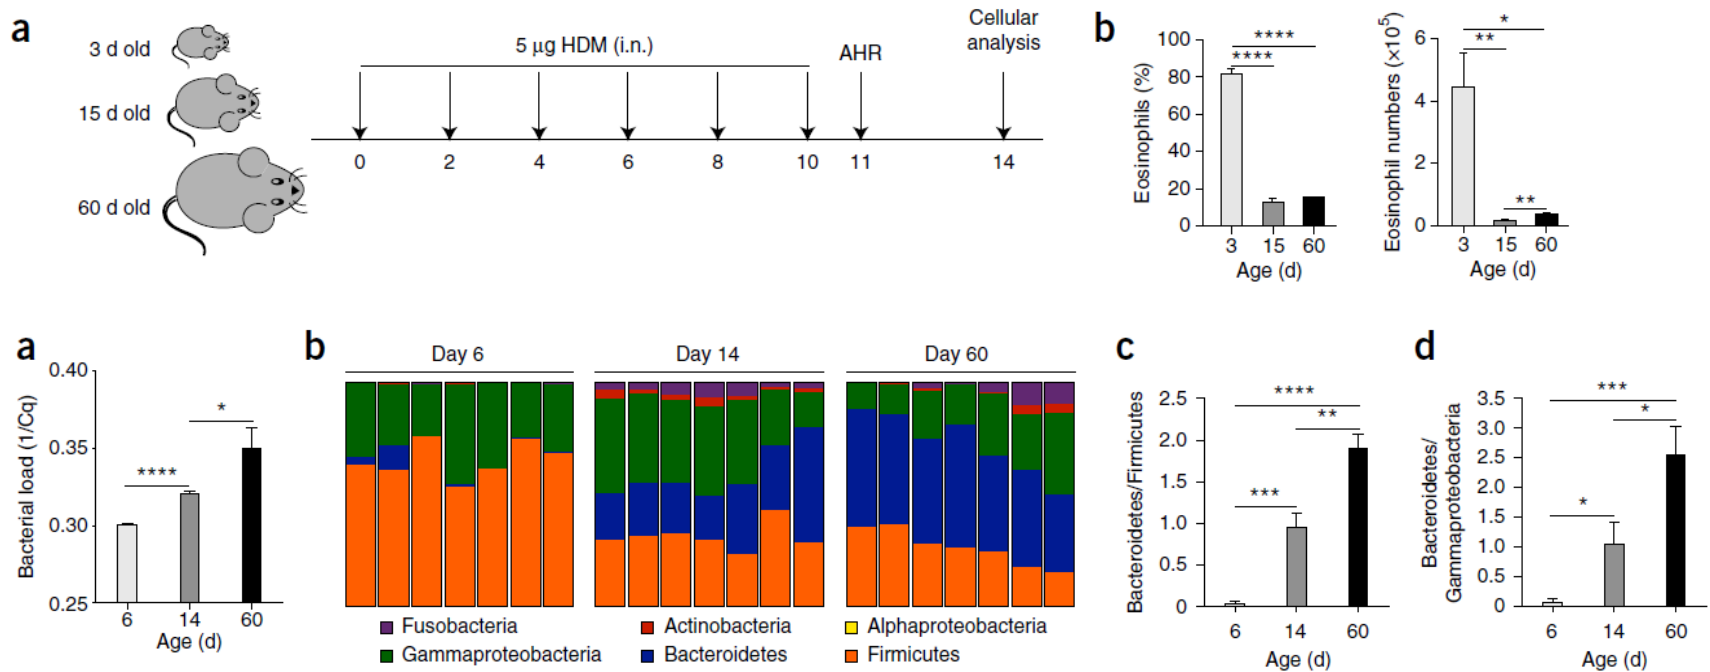 a
3 d old
15 d old
60 d old
5 µg HDM (i.n.)
AHR
Cellular
analysis
0 2 4 6 8 10 11 14
b
Eosinophils (%)
100
80
60
40
20
0
****
****
3 15 60
Age (d)
Eosinophil numbers (×10⁵)
6
4
2
0
*
**
**
3 15 60
Age (d)
a
Bacterial load (1/Cq)
0.40
0.35
0.30
0.25
*
****
6 14 60
Age (d)
b
Day 6 Day 14 Day 60
Fusobacteria Actinobacteria Alphaproteobacteria
Gammaproteobacteria Bacteroidetes Firmicutes
c
Bacteroidetes/Firmicutes
2.5
2.0
1.5
1.0
0.5
0
****
**
***
6 14 60
Age (d)
d
Bacteroidetes/
Gammaproteobacteria
3.5
3.0
2.5
2.0
1.5
1.0
0.5
0
***
*
*
6 14 60
Age (d)